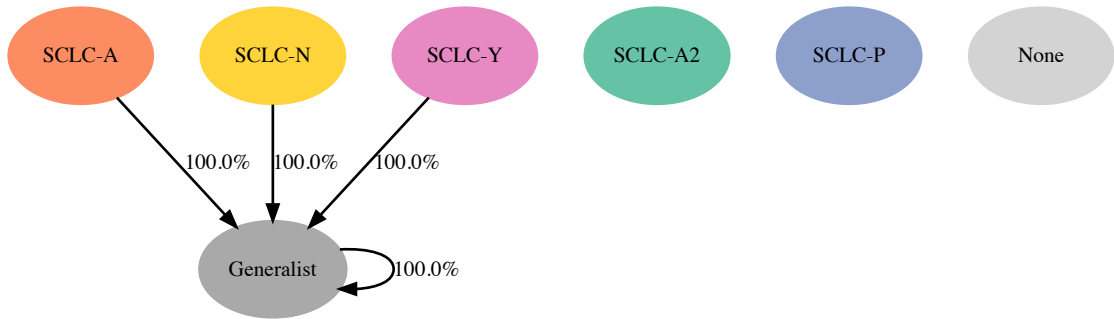 SCLC-A
SCLC-N
SCLC-Y
SCLC-A2
SCLC-P
None
100.0%
100.0%
100.0%
Generalist
100.0%